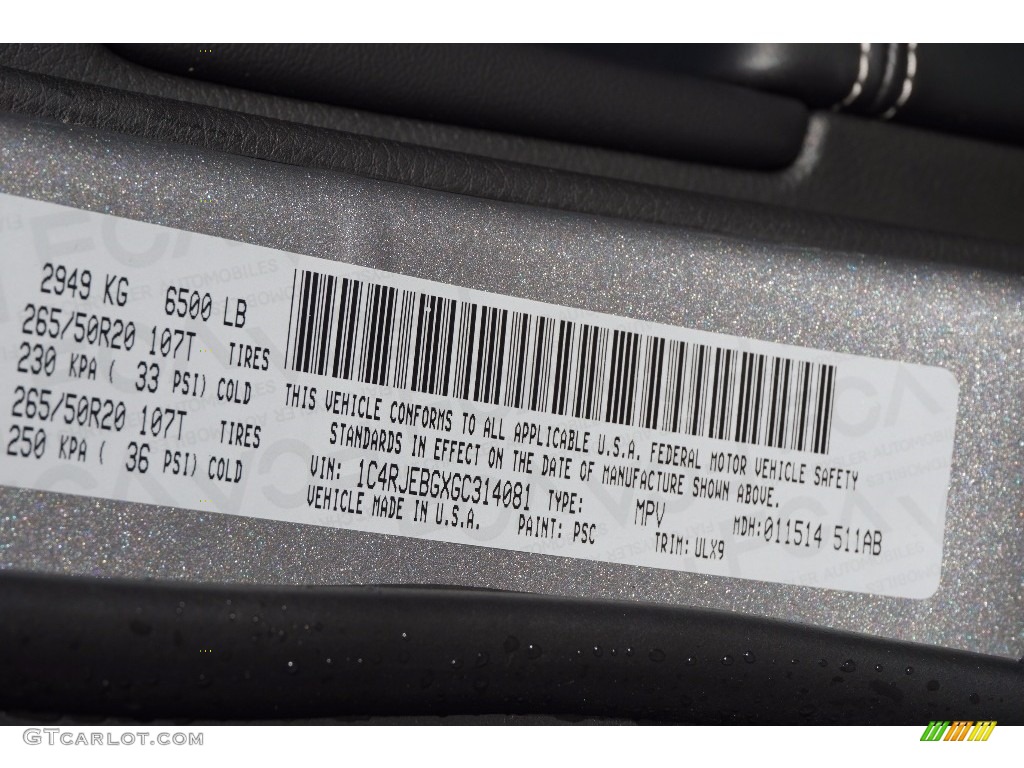 2949 KG 6500 LB
265/50R20 107T TIRES
230 KPA ( 33 PSI) COLD
265/50R20 107T TIRES
250 KPA ( 36 PSI) COLD
THIS VEHICLE CONFORMS TO ALL APPLICABLE U.S.A. FEDERAL MOTOR VEHICLE SAFETY
STANDARDS IN EFFECT ON THE DATE OF MANUFACTURE SHOWN ABOVE.
VIN: 1C4RJEBGXGC314081 TYPE: MPV MDH:011514 511AB
VEHICLE MADE IN U.S.A. PAINT: PSC TRIM: ULX9
GTCarlot.com